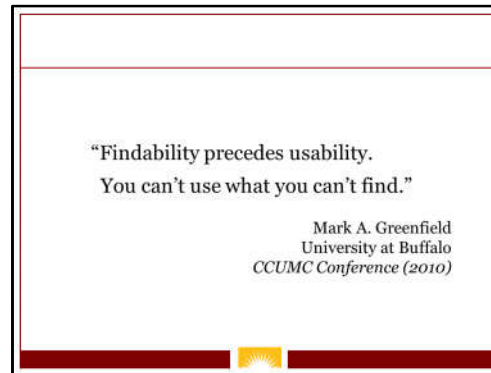 “Findability precedes usability.
You can’t use what you can’t find.”
Mark A. Greenfield
University at Buffalo
CCUMC Conference (2010)